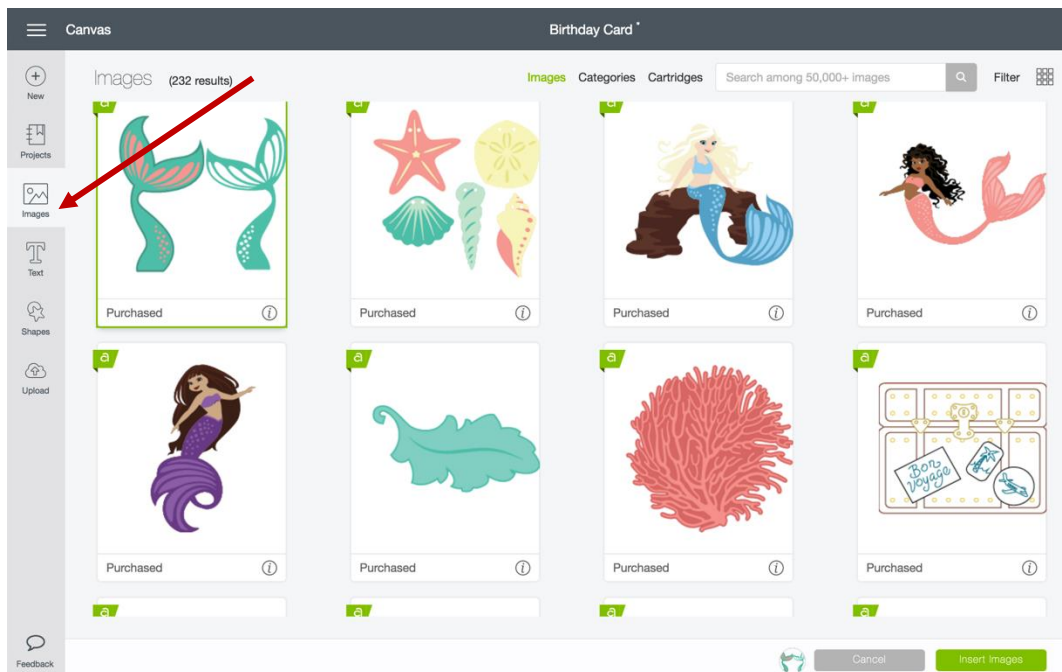 Canvas
Birthday Card *
New
Projects
Images
Text
Shapes
Upload
Feedback
Images (232 results)
Images Categories Cartridges Search among 50,000+ images Filter
a a a a
Purchased Purchased Purchased Purchased
a a a a
Bon
Voyage
Purchased Purchased Purchased Purchased
a a a a
Cancel Insert Images